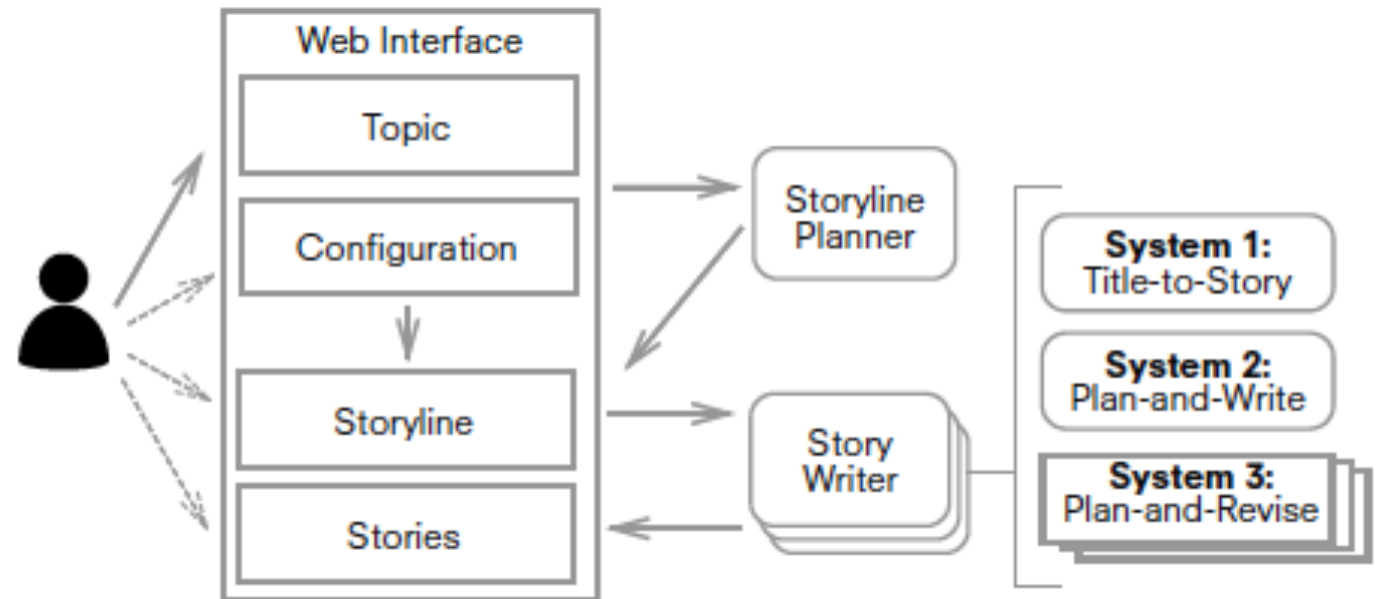 Web Interface
Topic
Configuration
Storyline
Stories
Storyline
Planner
Story
Writer
System 1:
Title-to-Story
System 2:
Plan-and-Write
System 3:
Plan-and-Revise